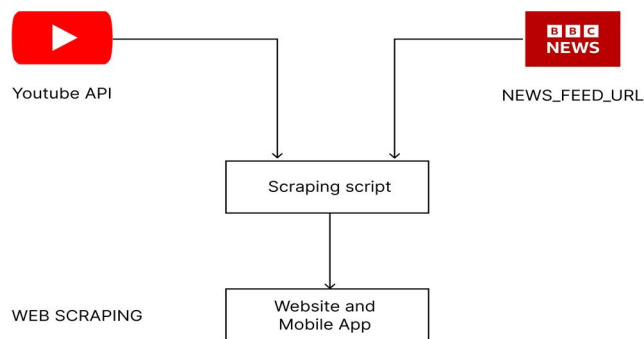 BBC
NEWS
Youtube API
NEWS_FEED_URL
Scraping script
Website and
Mobile App
WEB SCRAPING